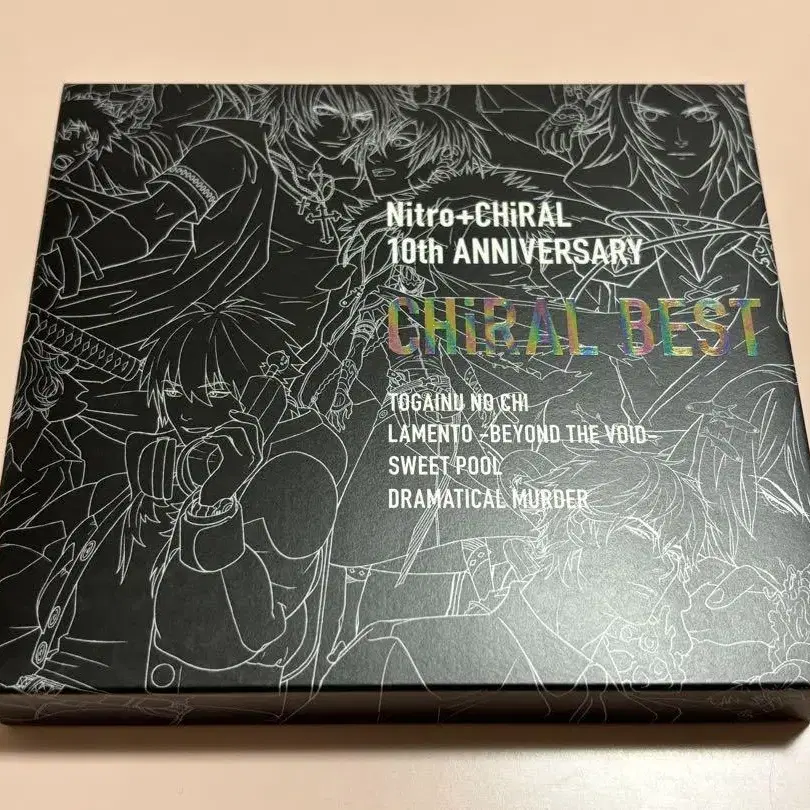 Nitro+CHiRAL
10th ANNIVERSARY
CHiRAL BEST
TOGAINU NO CHI
LAMENTO -BEYOND THE VOID-
SWEET POOL
DRAMATICAL MURDER